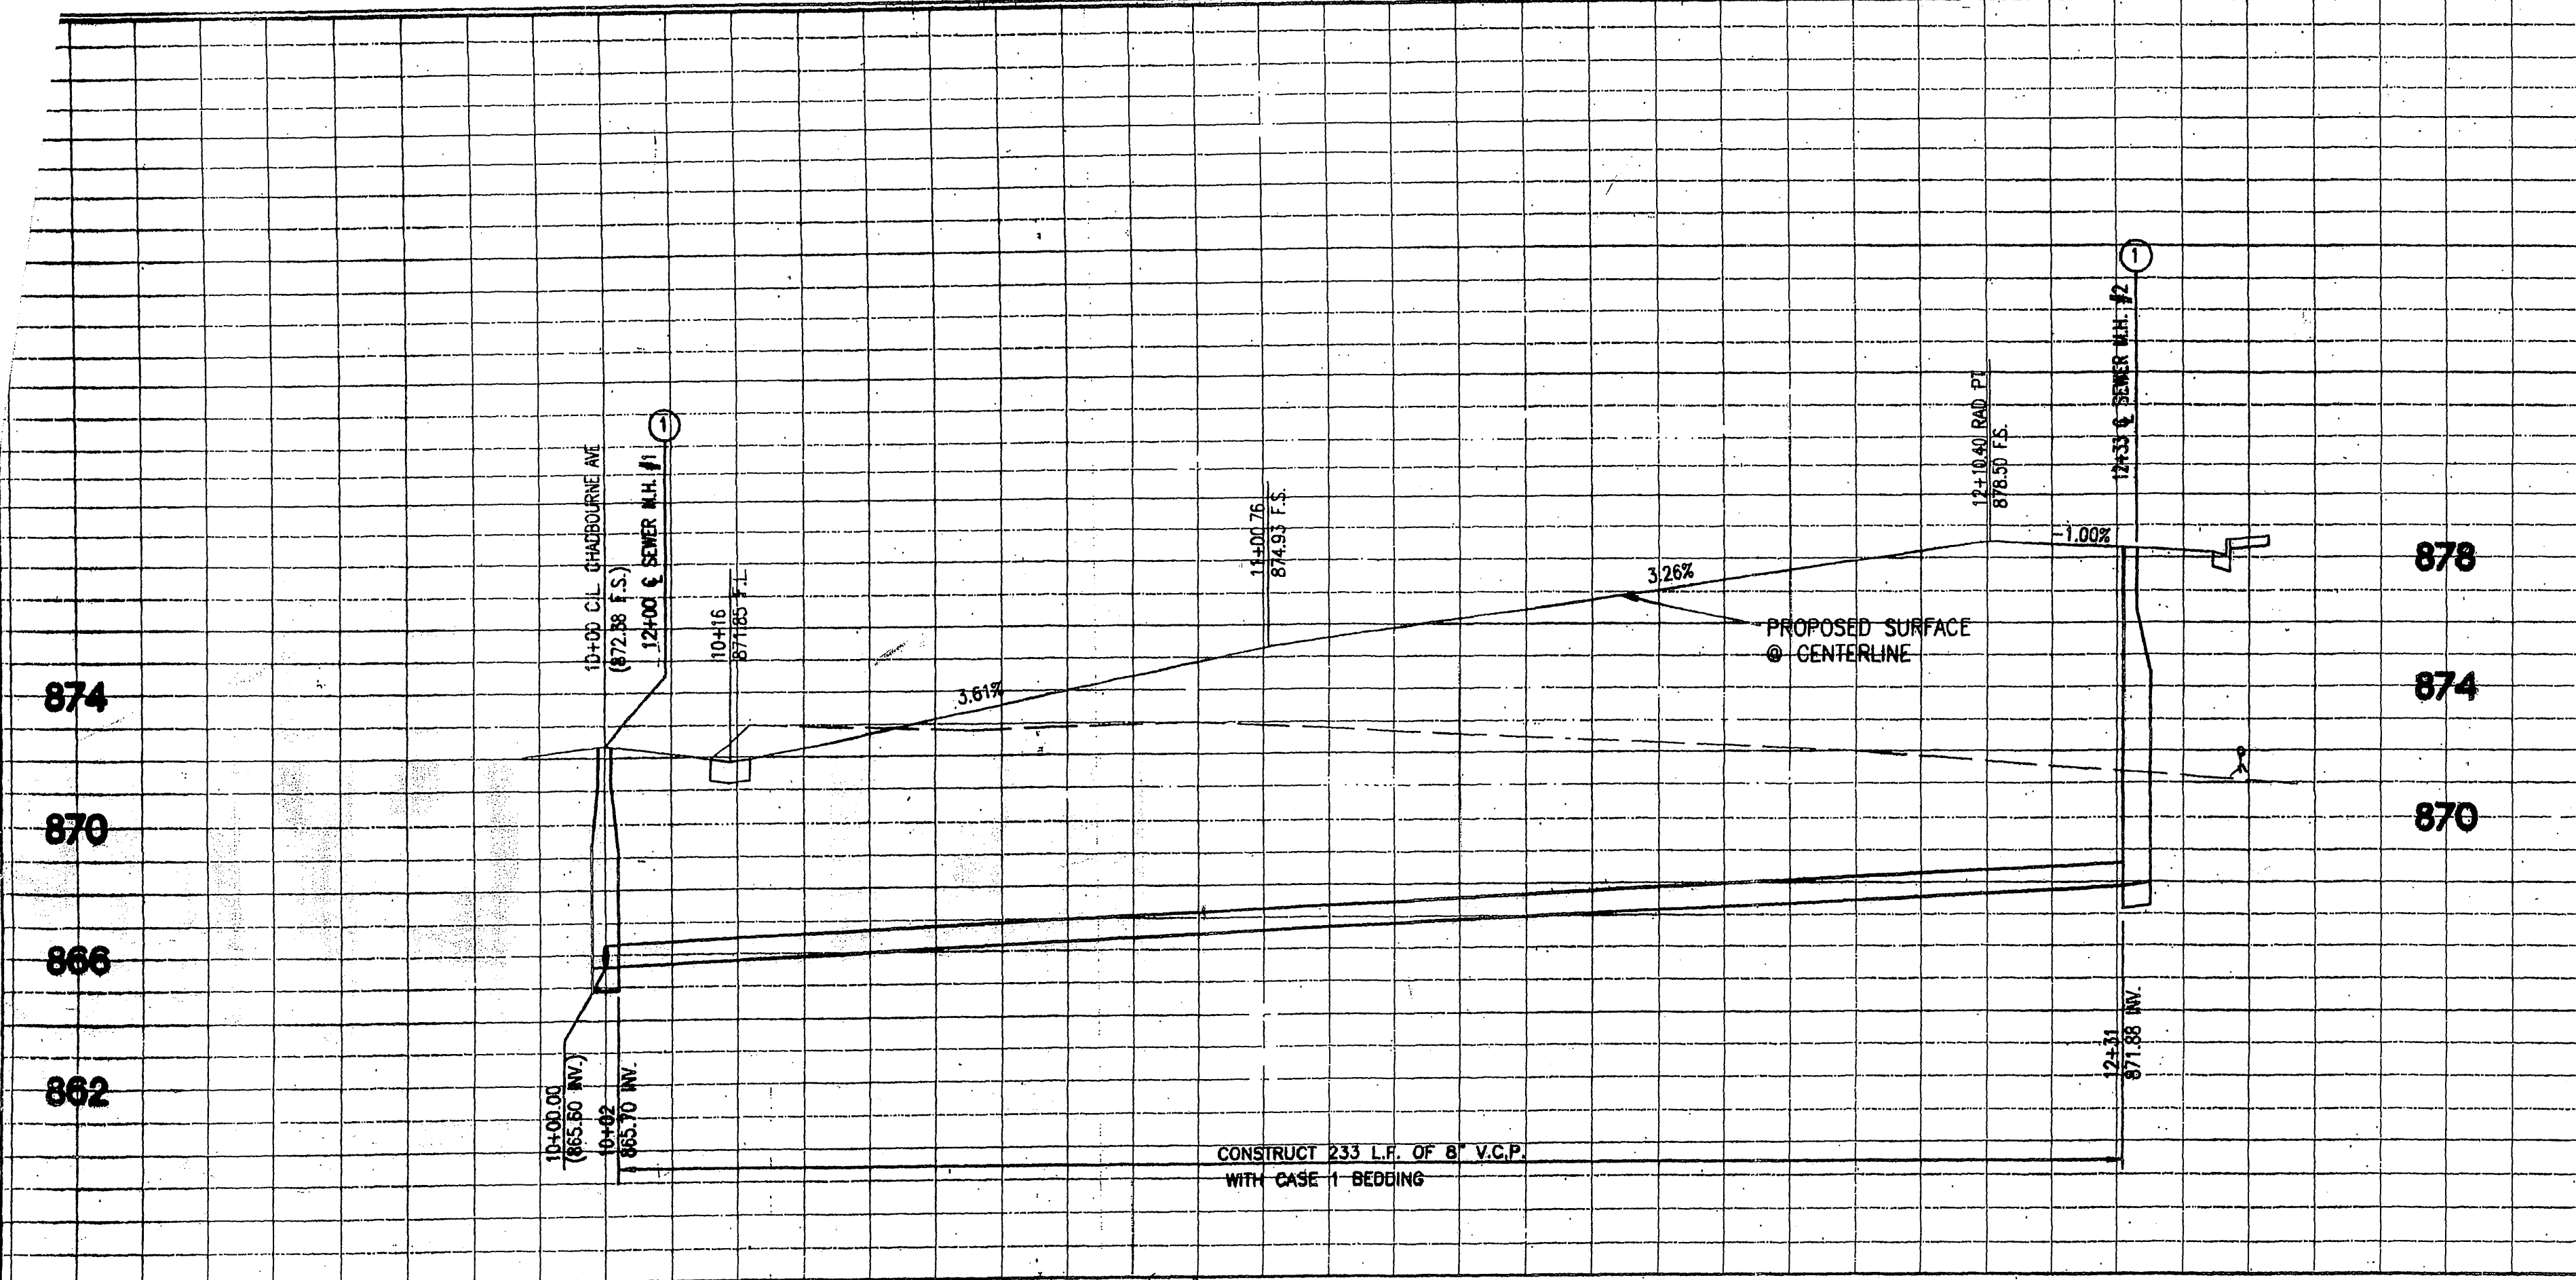 1
12+33 ℄ SEWER M.H. #2
12+10.40 RAD PT
878.50 F.S.
1
10+00 C.L. CHADBOURNE AVE
(872.38 F.S.)
12+00 ℄ SEWER M.H. #1
10+16
871.85 F.L.
11+00.76
874.93 F.S.
-1.00%
878
3.26%
PROPOSED SURFACE
@ CENTERLINE
3.61%
874
874
870
870
866
862
10+00.00
(865.60 INV.)
10+02
865.70 INV.
12+31
871.88 INV.
CONSTRUCT 233 L.F. OF 8" V.C.P.
WITH CASE 1 BEDDING